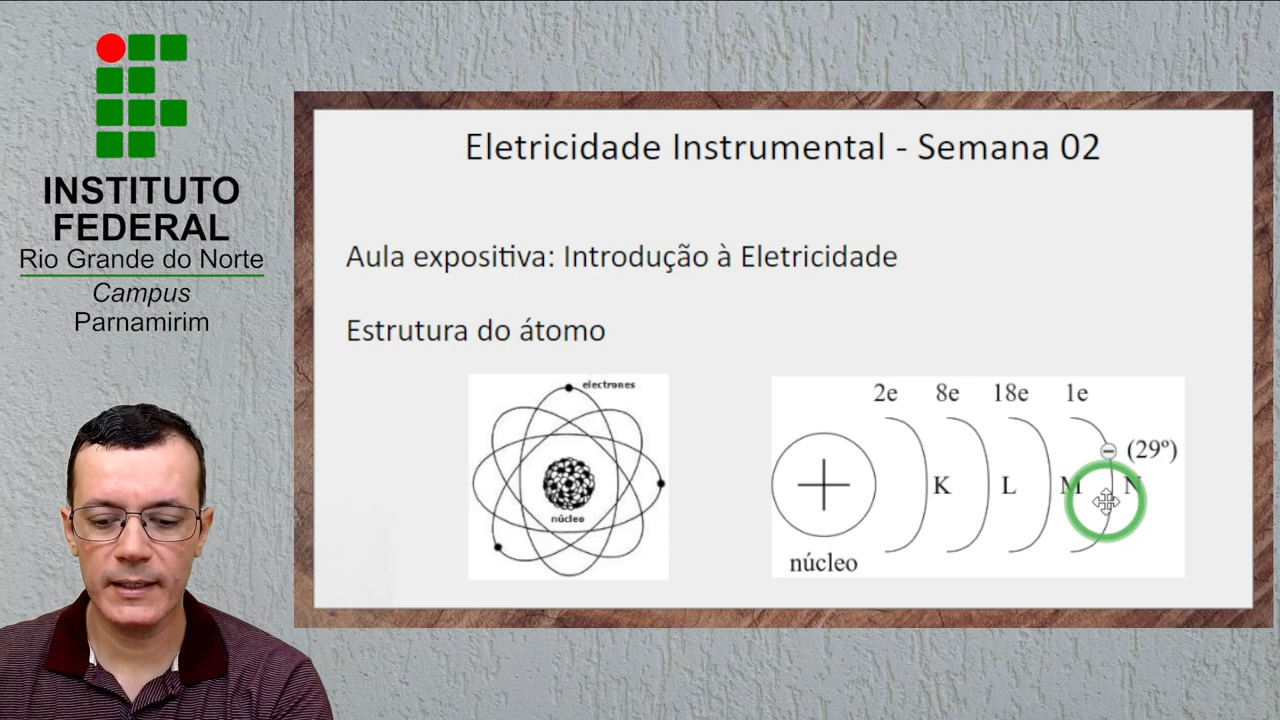 INSTITUTO
FEDERAL
Rio Grande do Norte
Campus
Parnamirim
Eletricidade Instrumental - Semana 02
Aula expositiva: Introdução à Eletricidade
Estrutura do átomo
electrones
núcleo
2e 8e 18e 1e
(29º)
K L M N
núcleo